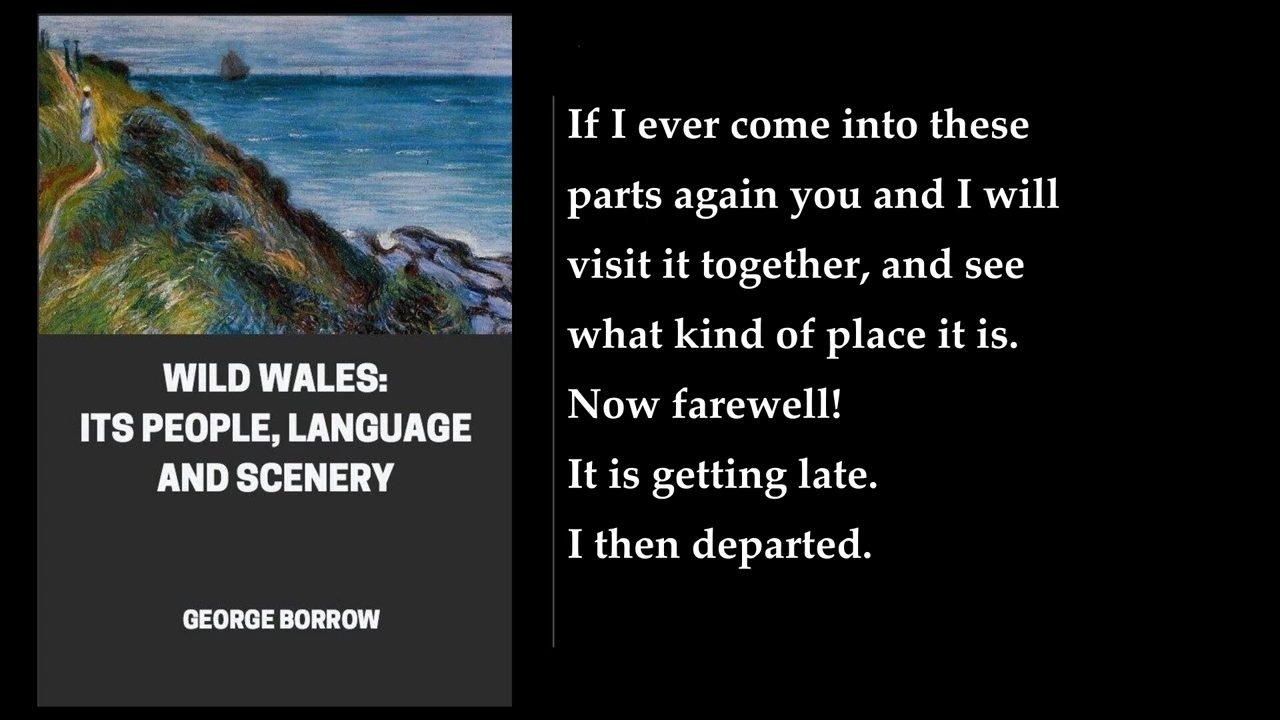 WILD WALES:
ITS PEOPLE, LANGUAGE
AND SCENERY
GEORGE BORROW
If I ever come into these
parts again you and I will
visit it together, and see
what kind of place it is.
Now farewell!
It is getting late.
I then departed.